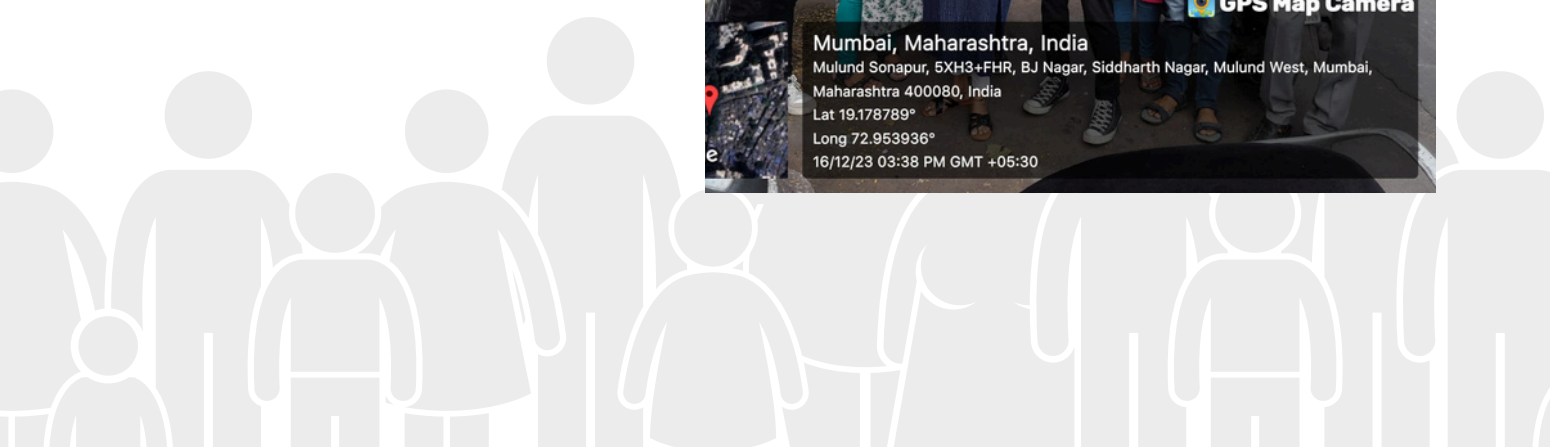 GPS Map Camera
Mumbai, Maharashtra, India
Mulund Sonapur, 5XH3+FHR, BJ Nagar, Siddharth Nagar, Mulund West, Mumbai,
Maharashtra 400080, India
Lat 19.178789°
Long 72.953936°
16/12/23 03:38 PM GMT +05:30